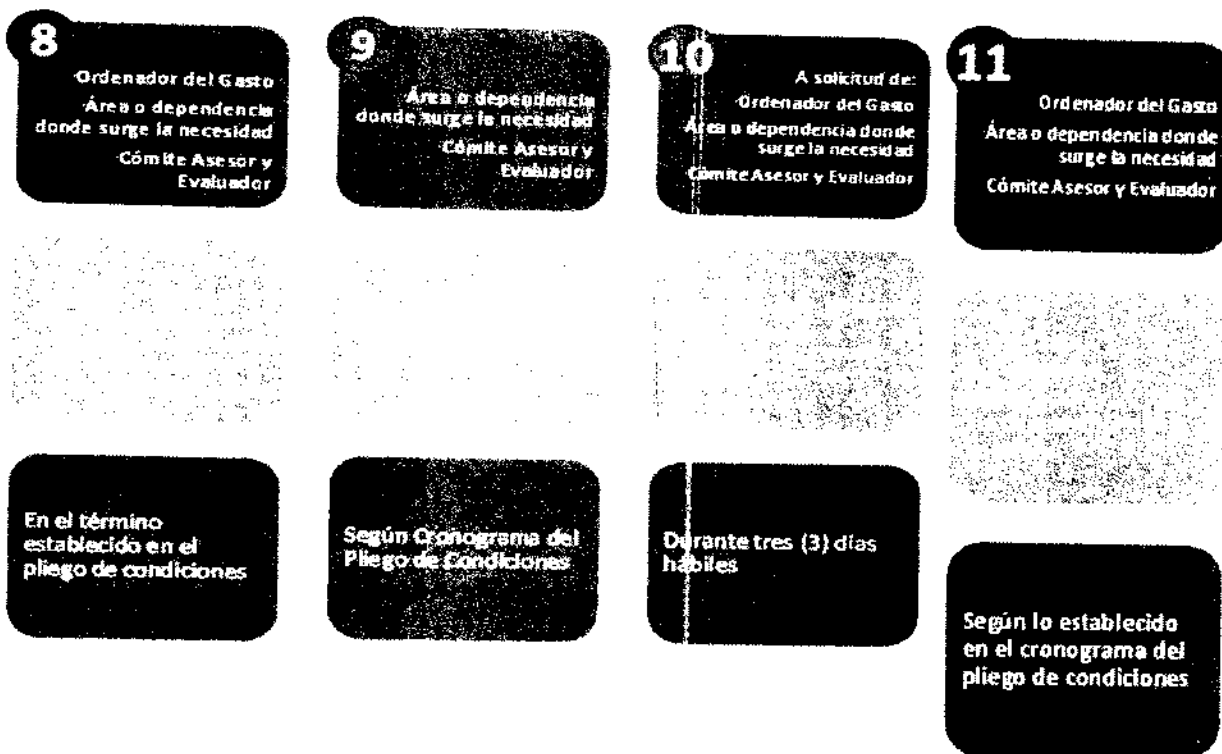 8
Ordenador del Gasto
Área o dependencia
donde surge la necesidad
Cómite Asesor y
Evaluador
En el término
establecido en el
pliego de condiciones
9
Área o dependencia
donde surge la necesidad
Cómite Asesor y
Evaluador
Según Cronograma del
Pliego de Condiciones
10
A solicitud de:
Ordenador del Gasto
Área o dependencia donde
surge la necesidad
Cómite Asesor y Evaluador
Durante tres (3) días
hábiles
11
Ordenador del Gasto
Área o dependencia donde
surge la necesidad
Cómite Asesor y Evaluador
Según lo establecido
en el cronograma del
pliego de condiciones